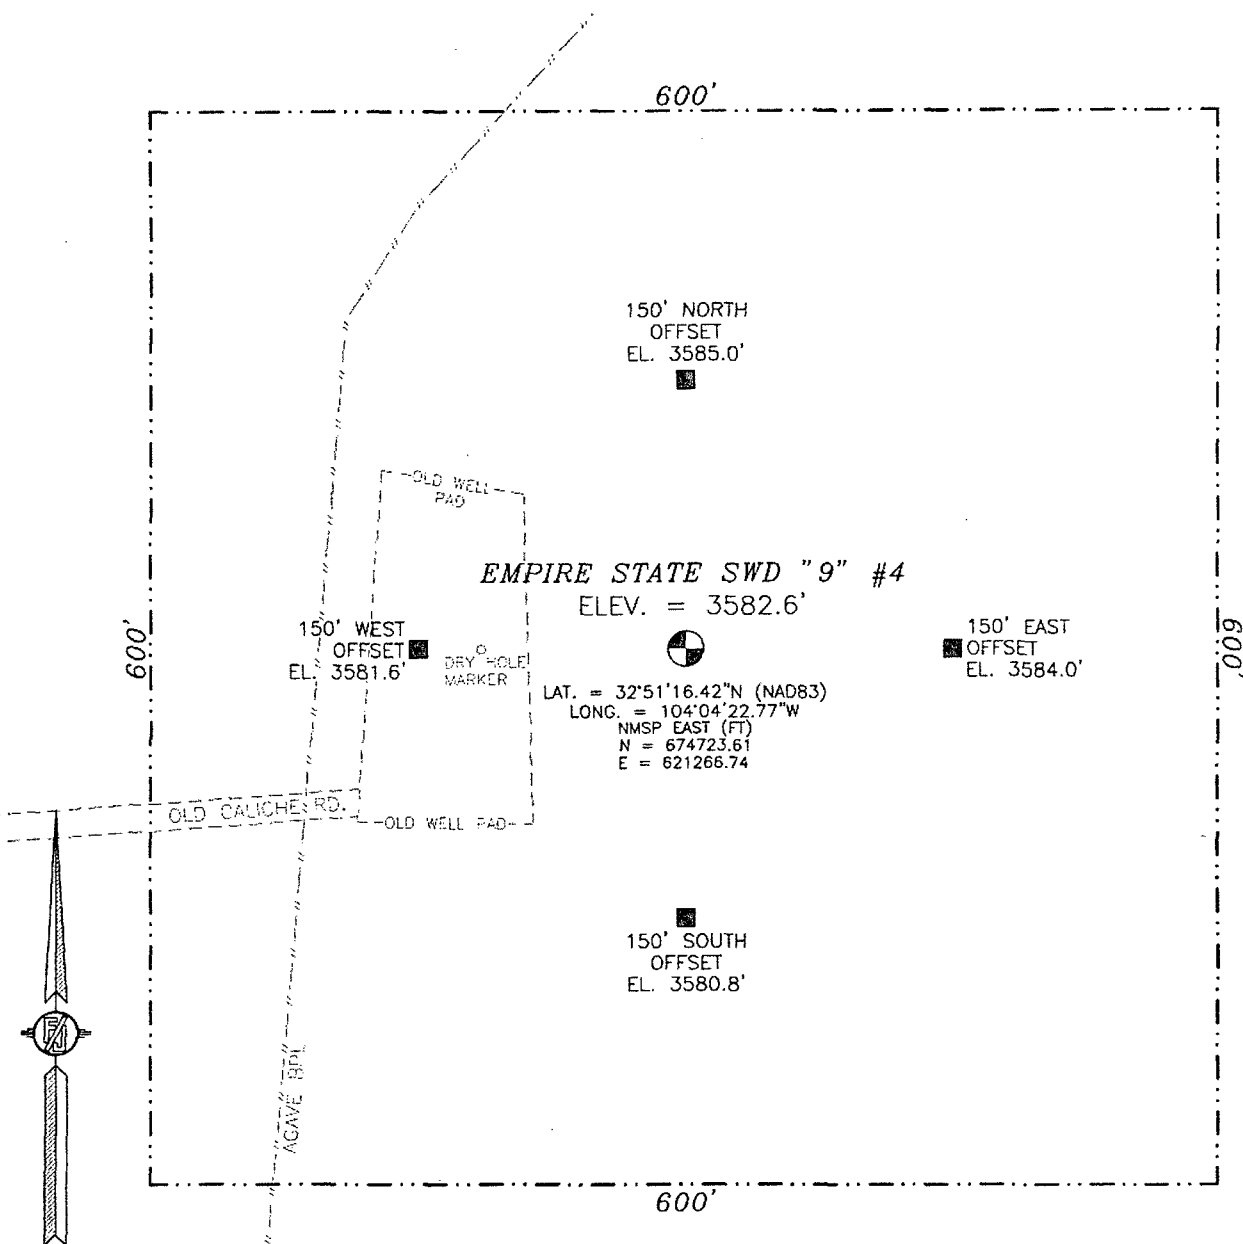 600'
150' NORTH
OFFSET
EL. 3585.0'
OLD WELL
PAD
EMPIRE STATE SWD "9" #4
ELEV. = 3582.6'
600'
150' WEST
OFFSET
EL. 3581.6'
DRY HOLE
MARKER
150' EAST
OFFSET
EL. 3584.0'
600'
LAT. = 32°51'16.42"N (NAD83)
LONG. = 104°04'22.77"W
NMSP EAST (FT)
N = 674723.61
E = 621266.74
OLD CALICHE RD.
OLD WELL PAD
150' SOUTH
OFFSET
EL. 3580.8'
AGAVE BPL
600'